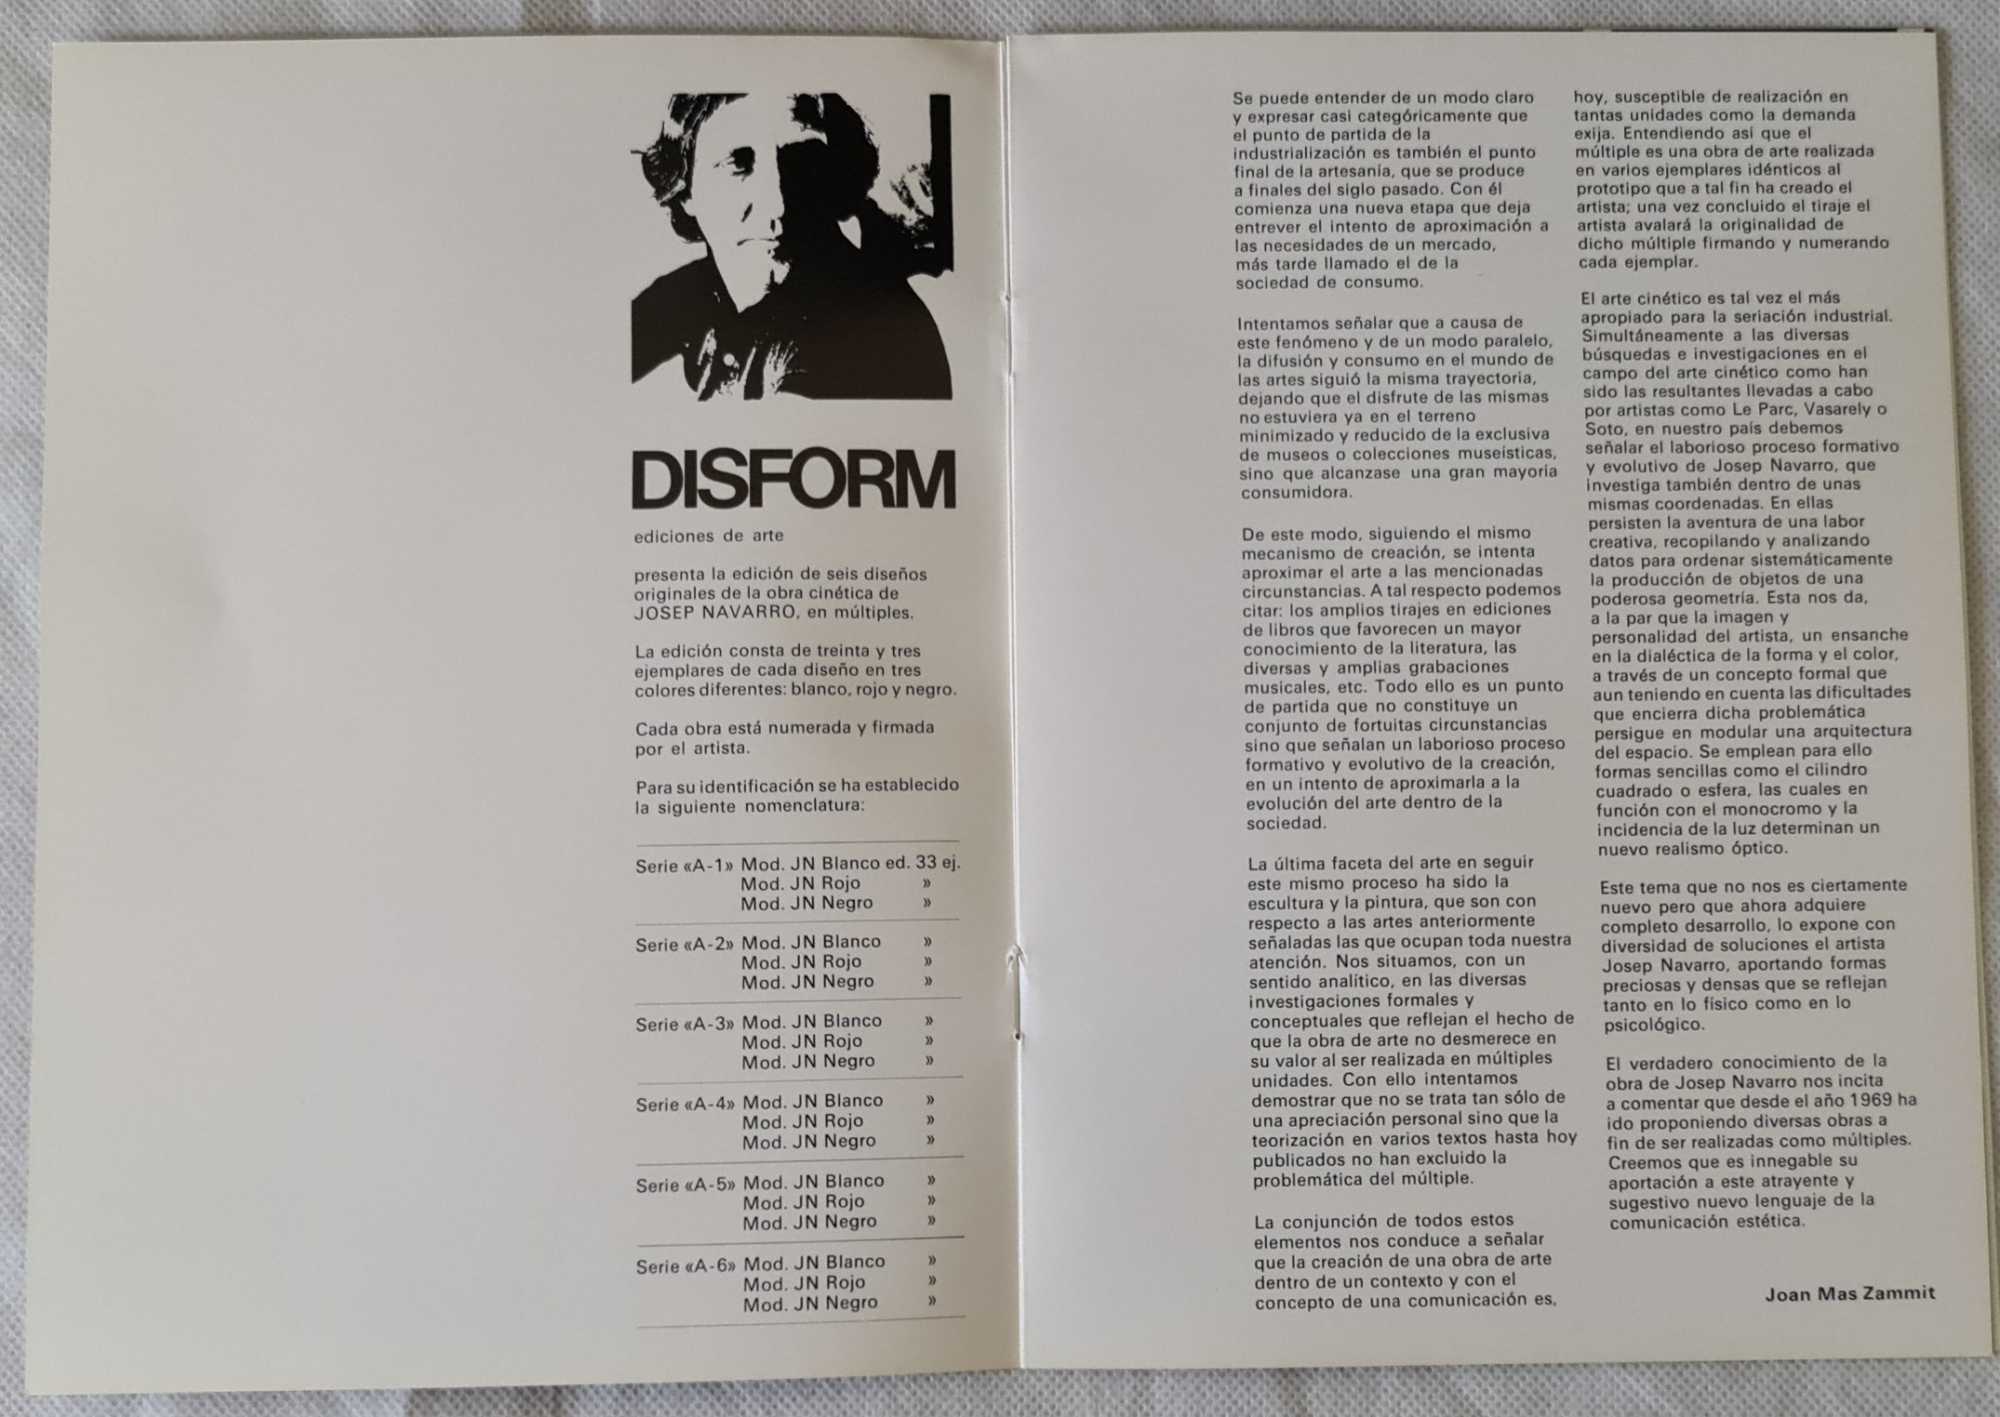 DISFORM
ediciones de arte
presenta la edición de seis diseños
originales de la obra cinética de
JOSEP NAVARRO, en múltiples.
La edición consta de treinta y tres
ejemplares de cada diseño en tres
colores diferentes: blanco, rojo y negro.
Cada obra está numerada y firmada
por el artista.
Para su identificación se ha establecido
la siguiente nomenclatura:
Serie «A-1» Mod. JN Blanco ed. 33 ej.
Mod. JN Rojo »
Mod. JN Negro »
Serie «A-2» Mod. JN Blanco »
Mod. JN Rojo »
Mod. JN Negro »
Serie «A-3» Mod. JN Blanco »
Mod. JN Rojo »
Mod. JN Negro »
Serie «A-4» Mod. JN Blanco »
Mod. JN Rojo »
Mod. JN Negro »
Serie «A-5» Mod. JN Blanco »
Mod. JN Rojo »
Mod. JN Negro »
Serie «A-6» Mod. JN Blanco »
Mod. JN Rojo »
Mod. JN Negro »
Se puede entender de un modo claro
y expresar casi categóricamente que
el punto de partida de la
industrialización es también el punto
final de la artesanía, que se produce
a finales del siglo pasado. Con él
comienza una nueva etapa que deja
entrever el intento de aproximación a
las necesidades de un mercado,
más tarde llamado el de la
sociedad de consumo.
Intentamos señalar que a causa de
este fenómeno y de un modo paralelo,
la difusión y consumo en el mundo de
las artes siguió la misma trayectoria,
dejando que el disfrute de las mismas
no estuviera ya en el terreno
minimizado y reducido de la exclusiva
de museos o colecciones museísticas,
sino que alcanzase una gran mayoría
consumidora.
De este modo, siguiendo el mismo
mecanismo de creación, se intenta
aproximar el arte a las mencionadas
circunstancias. A tal respecto podemos
citar: los amplios tirajes en ediciones
de libros que favorecen un mayor
conocimiento de la literatura, las
diversas y amplias grabaciones
musicales, etc. Todo ello es un punto
de partida que no constituye un
conjunto de fortuitas circunstancias
sino que señalan un laborioso proceso
formativo y evolutivo de la creación,
en un intento de aproximarla a la
evolución del arte dentro de la
sociedad.
La última faceta del arte en seguir
este mismo proceso ha sido la
escultura y la pintura, que son con
respecto a las artes anteriormente
señaladas las que ocupan toda nuestra
atención. Nos situamos, con un
sentido analítico, en las diversas
investigaciones formales y
conceptuales que reflejan el hecho de
que la obra de arte no desmerece en
su valor al ser realizada en múltiples
unidades. Con ello intentamos
demostrar que no se trata tan sólo de
una apreciación personal sino que la
teorización en varios textos hasta hoy
publicados no han excluido la
problemática del múltiple.
La conjunción de todos estos
elementos nos conduce a señalar
que la creación de una obra de arte
dentro de un contexto y con el
concepto de una comunicación es,
hoy, susceptible de realización en
tantas unidades como la demanda
exija. Entendiendo así que el
múltiple es una obra de arte realizada
en varios ejemplares idénticos al
prototipo que a tal fin ha creado el
artista; una vez concluido el tiraje el
artista avalará la originalidad de
dicho múltiple firmando y numerando
cada ejemplar.
El arte cinético es tal vez el más
apropiado para la seriación industrial.
Simultáneamente a las diversas
búsquedas e investigaciones en el
campo del arte cinético como han
sido las resultantes llevadas a cabo
por artistas como Le Parc, Vasarely o
Soto, en nuestro país debemos
señalar el laborioso proceso formativo
y evolutivo de Josep Navarro, que
investiga también dentro de unas
mismas coordenadas. En ellas
persisten la aventura de una labor
creativa, recopilando y analizando
datos para ordenar sistemáticamente
la producción de objetos de una
poderosa geometría. Esta nos da,
a la par que la imagen y
personalidad del artista, un ensanche
en la dialéctica de la forma y el color,
a través de un concepto formal que
aun teniendo en cuenta las dificultades
que encierra dicha problemática
persigue en modular una arquitectura
del espacio. Se emplean para ello
formas sencillas como el cilindro
cuadrado o esfera, las cuales en
función con el monocromo y la
incidencia de la luz determinan un
nuevo realismo óptico.
Este tema que no nos es ciertamente
nuevo pero que ahora adquiere
completo desarrollo, lo expone con
diversidad de soluciones el artista
Josep Navarro, aportando formas
preciosas y densas que se reflejan
tanto en lo físico como en lo
psicológico.
El verdadero conocimiento de la
obra de Josep Navarro nos incita
a comentar que desde el año 1969 ha
ido proponiendo diversas obras a
fin de ser realizadas como múltiples.
Creemos que es innegable su
aportación a este atrayente y
sugestivo nuevo lenguaje de la
comunicación estética.
Joan Mas Zammit